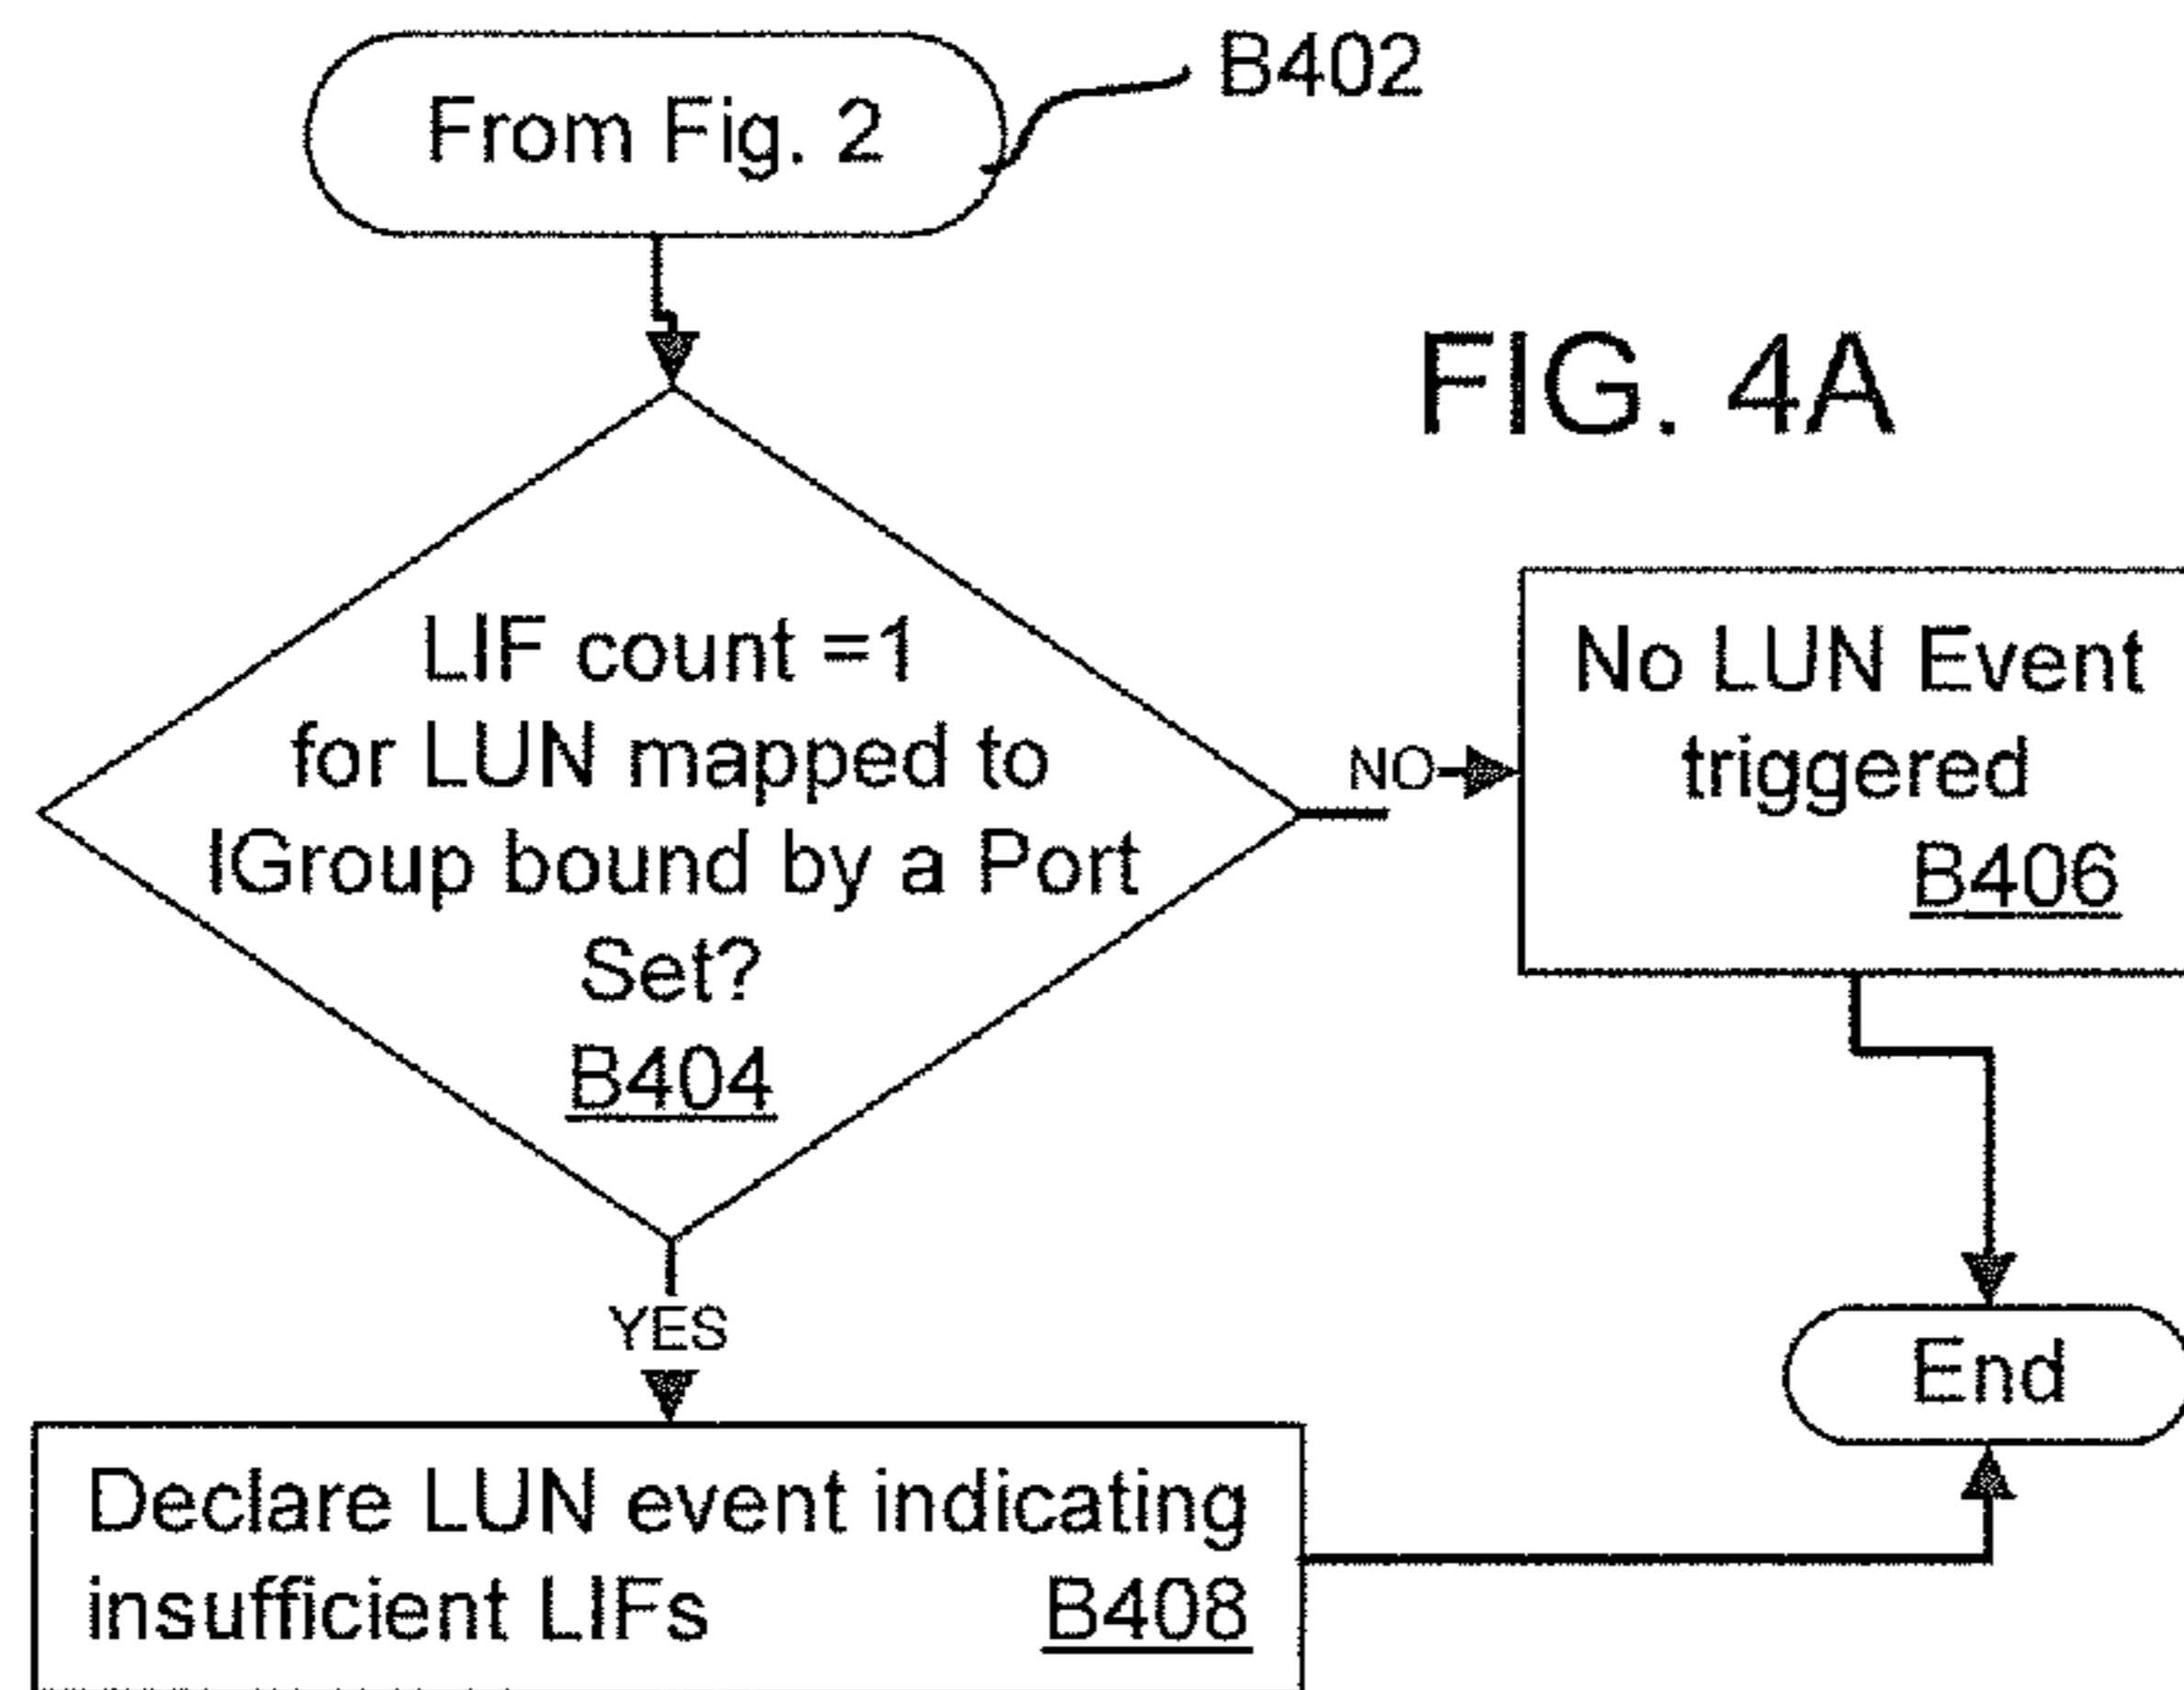 From Fig. 2
B402
FIG. 4A
LIF count =1
for LUN mapped to
IGroup bound by a Port
Set?
B404
NO
No LUN Event
triggered
B406
YES
Declare LUN event indicating
insufficient LIFs
B408
End